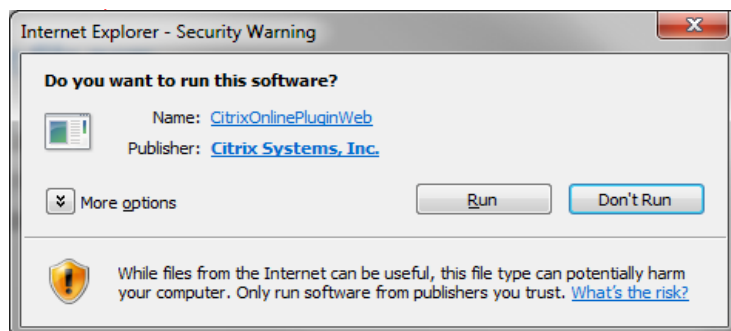 Internet Explorer - Security Warning
Do you want to run this software?
Name: CitrixOnlinePluginWeb
Publisher: Citrix Systems, Inc.
More options
Run
Don't Run
While files from the Internet can be useful, this file type can potentially harm
your computer. Only run software from publishers you trust. What's the risk?